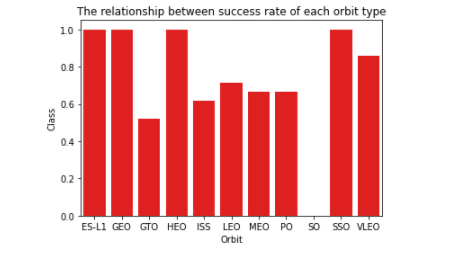 The relationship between success rate of each orbit type
1.0
0.8
0.6
0.4
0.2
0.0
Class
ES-L1 GEO GTO HEO ISS LEO MEO PO SO SSO VLEO
Orbit